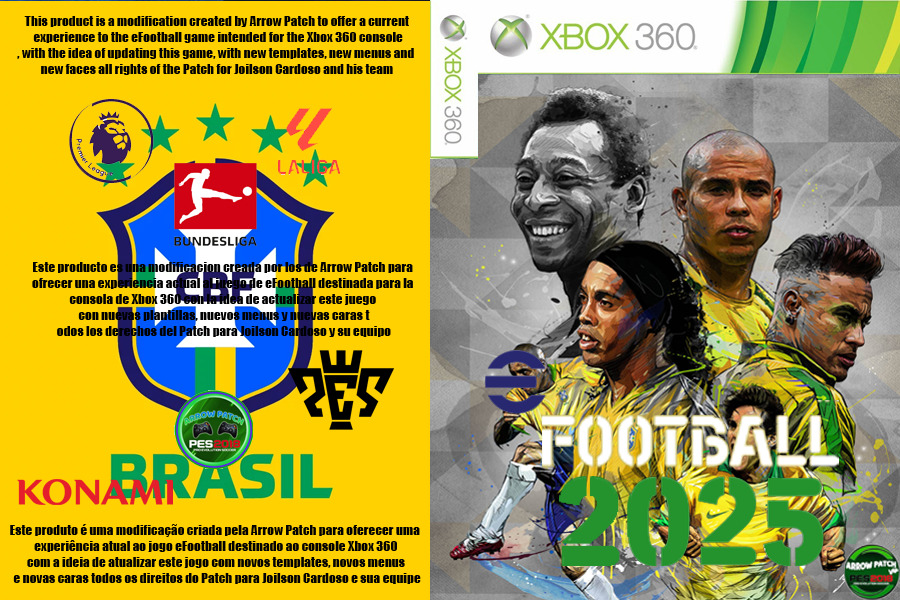 This product is a modification created by Arrow Patch to offer a current
experience to the eFootball game intended for the Xbox 360 console
, with the idea of updating this game, with new templates, new menus and
new faces all rights of the Patch for Joilson Cardoso and his team
Premier League
LALIGA
BUNDESLIGA
CBF
Este producto es una modificacion creada por los de Arrow Patch para
ofrecer una experiencia actual al juego de eFootball destinada para la
consola de Xbox 360 con la idea de actualizar este juego
con nuevas plantillas, nuevos menus y nuevas caras t
odos los derechos del Patch para Joilson Cardoso y su equipo
PES
ARROW PATCH
PES2018
PRO EVOLUTION SOCCER
BRASIL
KONAMI
Este produto é uma modificação criada pela Arrow Patch para oferecer uma
experiência atual ao jogo eFootball destinado ao console Xbox 360
com a ideia de atualizar este jogo com novos templates, novos menus
e novas caras todos os direitos do Patch para Joilson Cardoso e sua equipe
XBOX 360
XBOX 360
FOOTBALL
2025
ARROW PATCH
PES2018